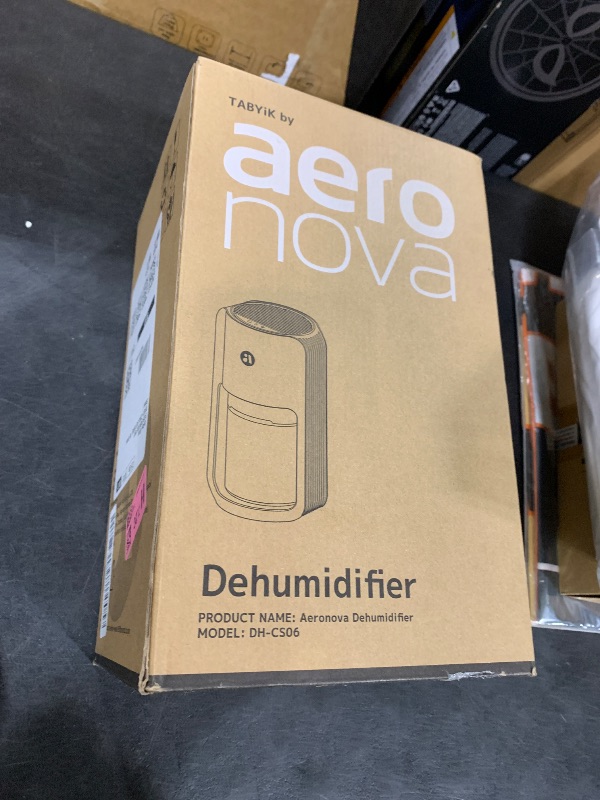 TABYiK by
aero
nova
Dehumidifier
PRODUCT NAME: Aeronova Dehumidifier
MODEL: DH-CS06